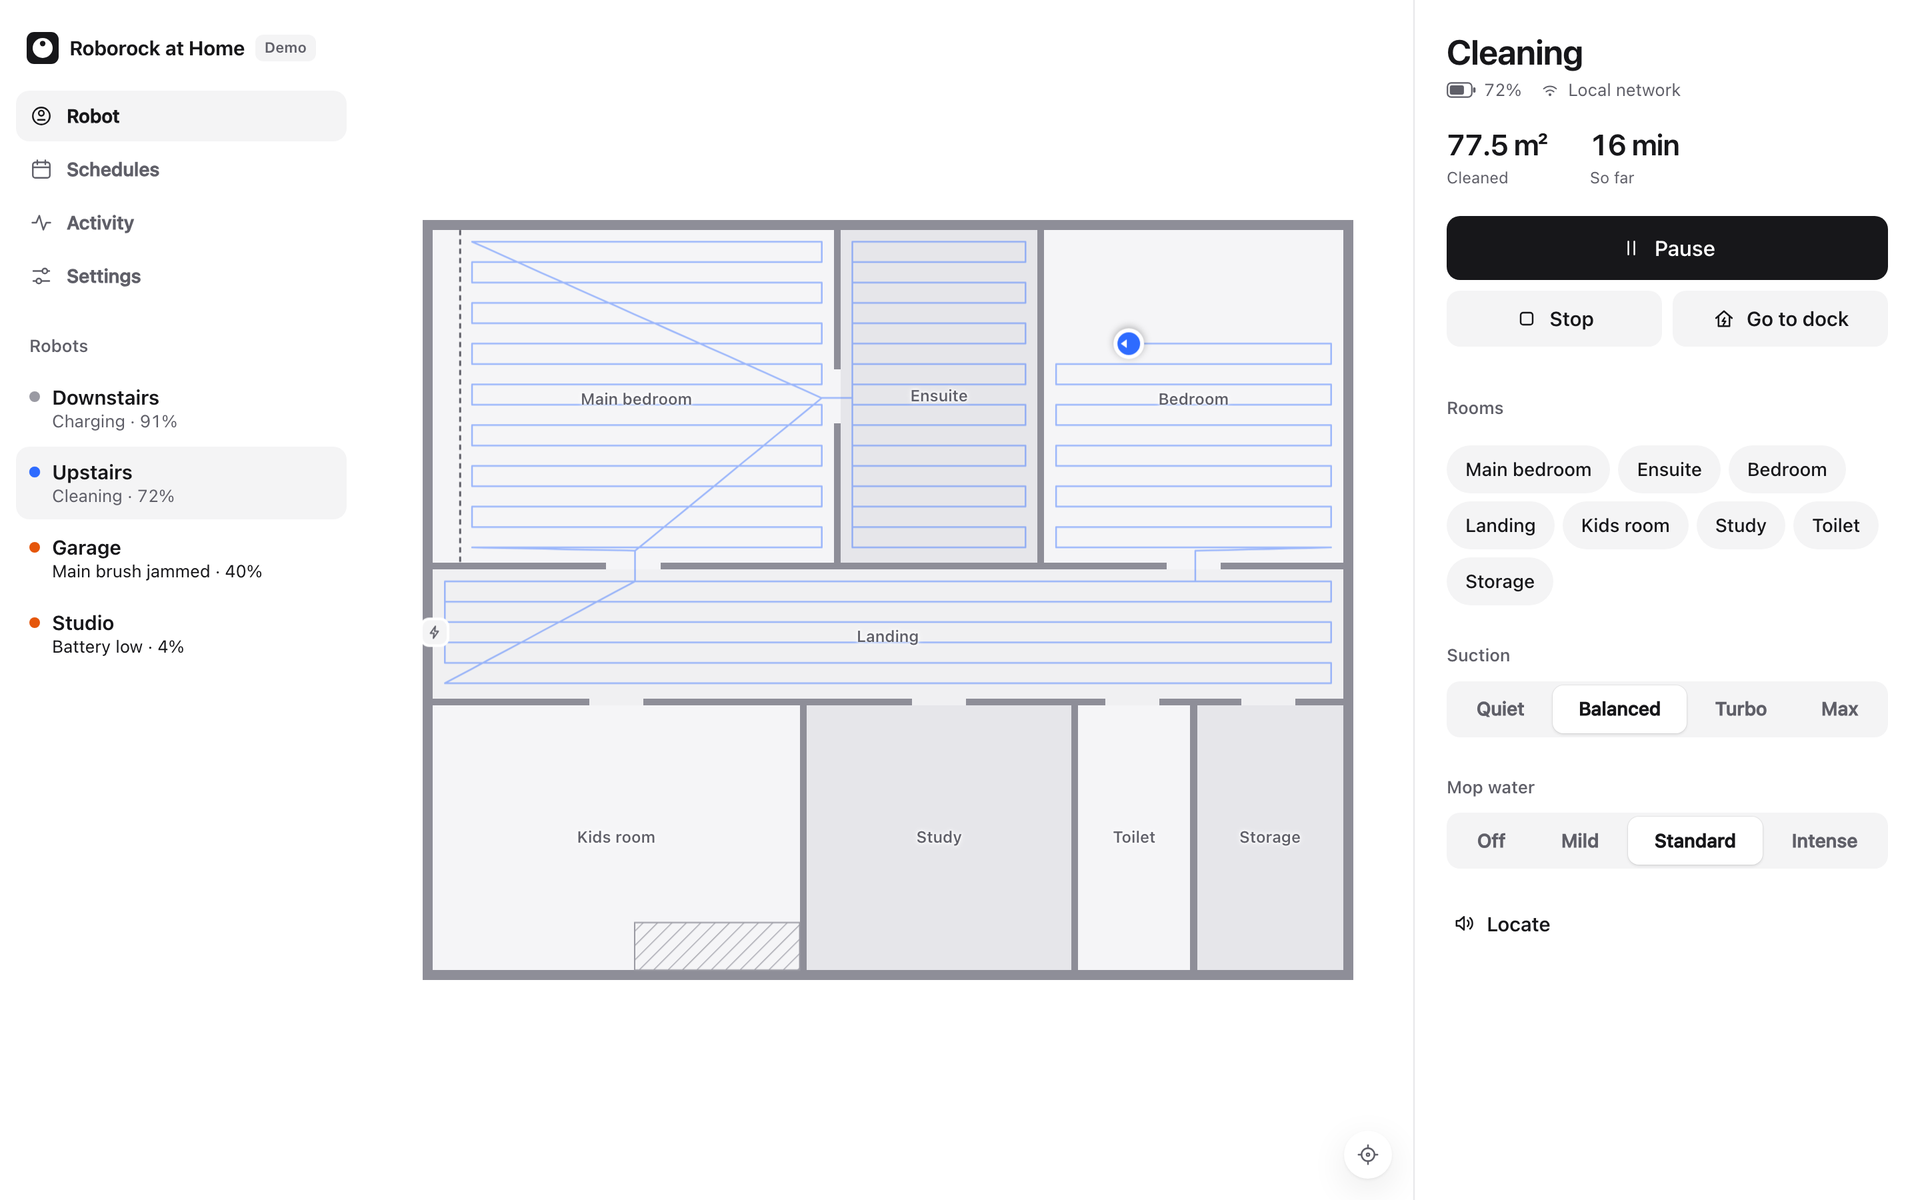 Roborock at Home Demo
Robot
Schedules
Activity
Settings
Robots
Downstairs
Charging · 91%
Upstairs
Cleaning · 72%
Garage
Main brush jammed · 40%
Studio
Battery low · 4%
Main bedroom
Ensuite
Bedroom
Landing
Kids room
Study
Toilet
Storage
Cleaning
72% Local network
77.5 m² 16 min
Cleaned So far
Pause
Stop Go to dock
Rooms
Main bedroom Ensuite Bedroom
Landing Kids room Study Toilet
Storage
Suction
Quiet Balanced Turbo Max
Mop water
Off Mild Standard Intense
Locate